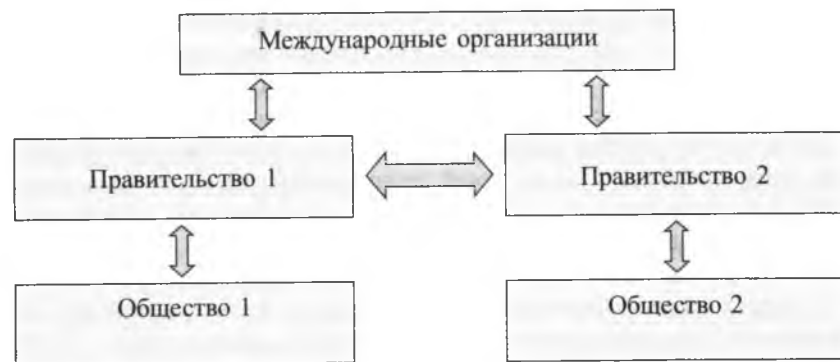 Международные организации
Правительство 1
Правительство 2
Общество 1
Общество 2